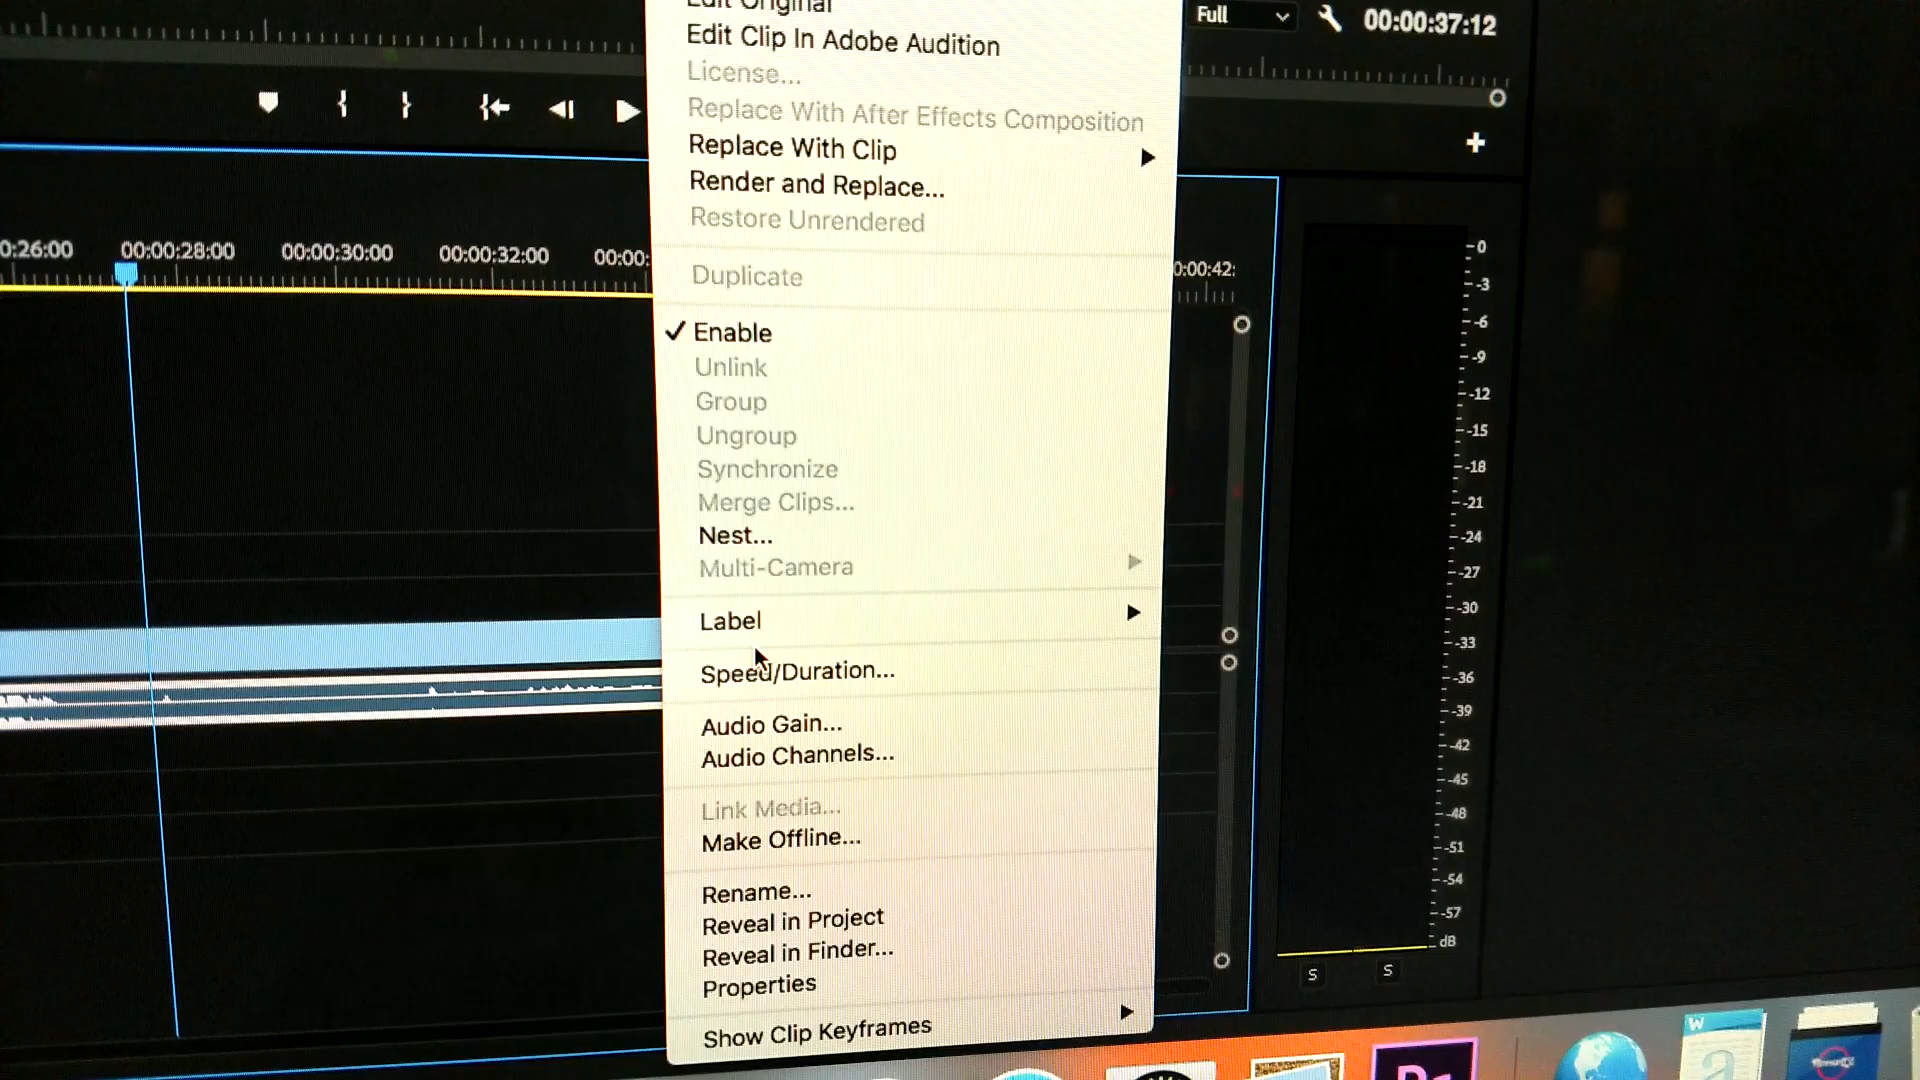 Edit Original
Edit Clip In Adobe Audition
License...
Replace With After Effects Composition
Replace With Clip
Render and Replace...
Restore Unrendered
Duplicate
✓ Enable
Unlink
Group
Ungroup
Synchronize
Merge Clips...
Nest...
Multi-Camera
Label
Speed/Duration...
Audio Gain...
Audio Channels...
Link Media...
Make Offline...
Rename...
Reveal in Project
Reveal in Finder...
Properties
Show Clip Keyframes
Full
00:00:37:12
0:26:00 00:00:28:00 00:00:30:00 00:00:32:00 00:00: 0:00:42:
-0
-3
-6
-9
-12
-15
-18
-21
-24
-27
-30
-33
-36
-39
-42
-45
-48
-51
-54
-57
dB
S S
W
Pr